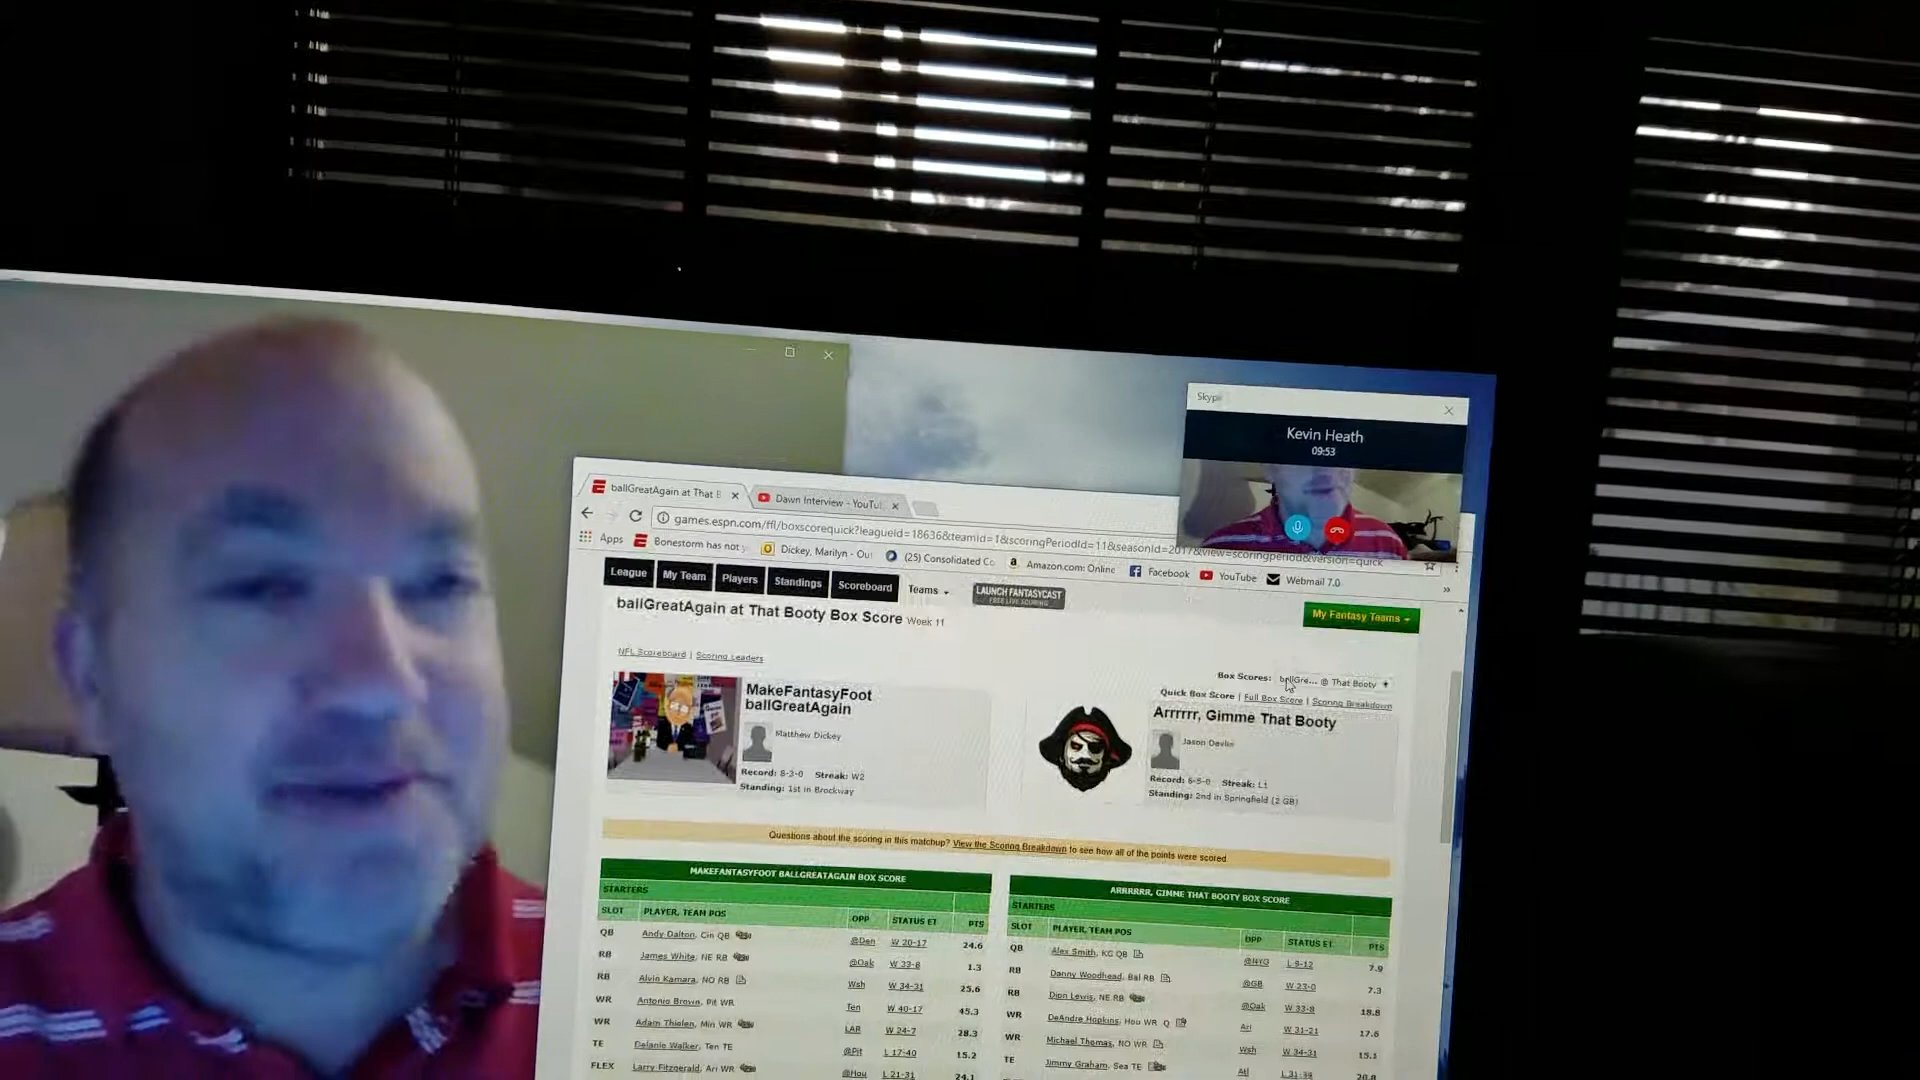 Skype
Kevin Heath
09:53
ballGreatAgain at That B
Dawn Interview - YouTu
games.espn.com/ffl/boxscorequick?leagueId=18636&teamId=1&scoringPeriodId=11&seasonId=2017&view=scoringperiod&version=quick
Apps
Bonestorm has not y
Dickey, Marilyn - Out
(25) Consolidated Co
Amazon.com: Online
Facebook
YouTube
Webmail 7.0
League
My Team
Players
Standings
Scoreboard
Teams
LAUNCH FANTASYCAST
FREE LIVE SCORING
My Fantasy Teams
ballGreatAgain at That Booty Box Score Week 11
NFL Scoreboard | Scoring Leaders
Box Scores: ballGre... @ That Booty
Quick Box Score | Full Box Score | Scoring Breakdown
MakeFantasyFoot
ballGreatAgain
Matthew Dickey
Record: 8-3-0 Streak: W2
Standing: 1st in Brockway
Arrrrrr, Gimme That Booty
Jason Devlin
Record: 6-5-0 Streak: L1
Standing: 2nd in Springfield (2 GB)
Questions about the scoring in this matchup? View the Scoring Breakdown to see how all of the points were scored
MAKEFANTASYFOOT BALLGREATAGAIN BOX SCORE
STARTERS
SLOT PLAYER, TEAM POS OPP STATUS ET PTS
QB Andy Dalton, Cin QB @Den W 20-17 24.6
RB James White, NE RB @Oak W 33-8 1.3
RB Alvin Kamara, NO RB Wsh W 34-31 25.6
WR Antonio Brown, Pit WR Ten W 40-17 45.3
WR Adam Thielen, Min WR LAR W 24-7 28.3
TE Delanie Walker, Ten TE @Pit L 17-40 15.2
FLEX Larry Fitzgerald, Ari WR @Hou L 21-31 24.1
ARRRRRR, GIMME THAT BOOTY BOX SCORE
STARTERS
SLOT PLAYER, TEAM POS OPP STATUS ET PTS
QB Alex Smith, KC QB @NYG L 9-12 7.9
RB Danny Woodhead, Bal RB @GB W 23-0 7.3
RB Dion Lewis, NE RB @Oak W 33-8 18.8
WR DeAndre Hopkins, Hou WR Q Ari W 31-21 17.6
WR Michael Thomas, NO WR Wsh W 34-31 15.1
TE Jimmy Graham, Sea TE Atl L 31-34 20.8